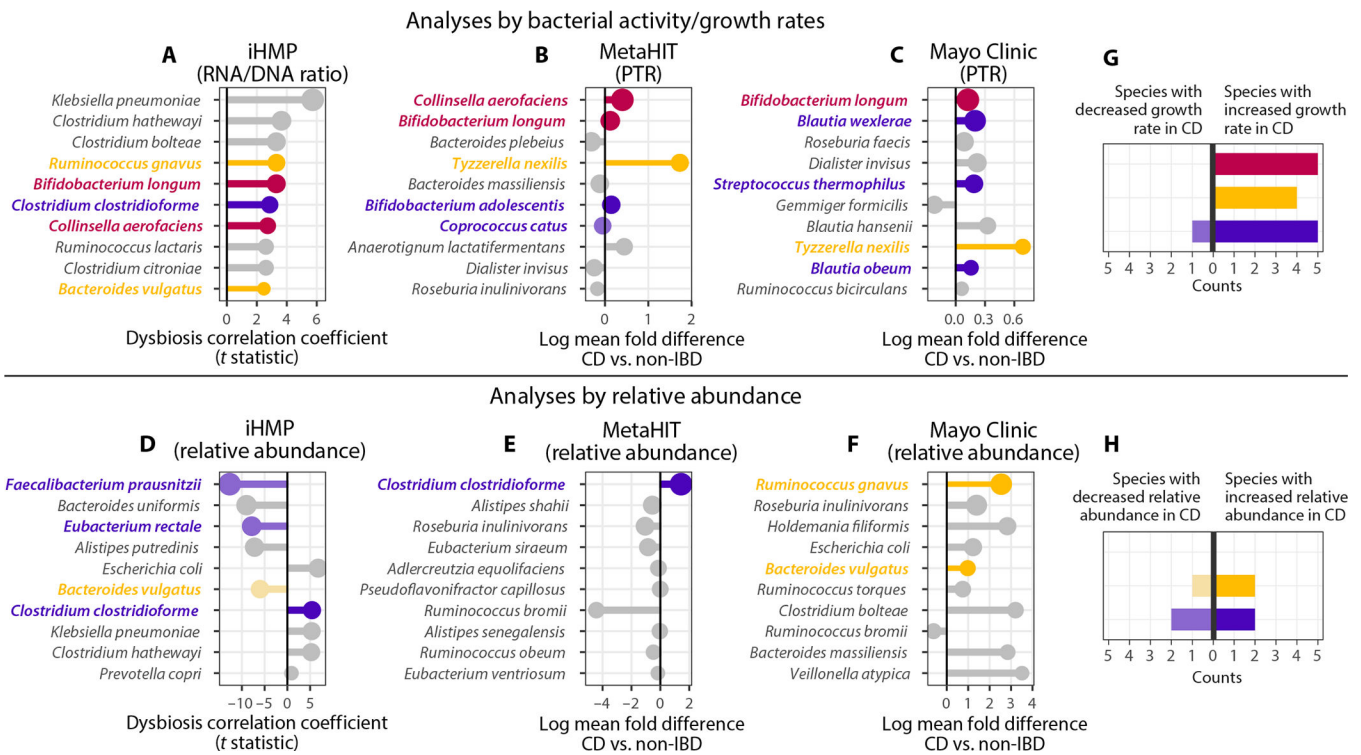 Analyses by bacterial activity/growth rates
A
iHMP
(RNA/DNA ratio)
Klebsiella pneumoniae
Clostridium hathewayi
Clostridium bolteae
Ruminococcus gnavus
Bifidobacterium longum
Clostridium clostridioforme
Collinsella aerofaciens
Ruminococcus lactaris
Clostridium citroniae
Bacteroides vulgatus
0 2 4 6
Dysbiosis correlation coefficient
(t statistic)
B
MetaHIT
(PTR)
Collinsella aerofaciens
Bifidobacterium longum
Bacteroides plebeius
Tyzzerella nexilis
Bacteroides massiliensis
Bifidobacterium adolescentis
Coprococcus catus
Anaerotignum lactatifermentans
Dialister invisus
Roseburia inulinivorans
0 1 2
Log mean fold difference
CD vs. non-IBD
C
Mayo Clinic
(PTR)
Bifidobacterium longum
Blautia wexlerae
Roseburia faecis
Dialister invisus
Streptococcus thermophilus
Gemmiger formicilis
Blautia hansenii
Tyzzerella nexilis
Blautia obeum
Ruminococcus bicirculans
0.0 0.3 0.6
Log mean fold difference
CD vs. non-IBD
G
Species with
decreased growth
rate in CD
Species with
increased growth
rate in CD
5 4 3 2 1 0 1 2 3 4 5
Counts
Analyses by relative abundance
D
iHMP
(relative abundance)
Faecalibacterium prausnitzii
Bacteroides uniformis
Eubacterium rectale
Alistipes putredinis
Escherichia coli
Bacteroides vulgatus
Clostridium clostridioforme
Klebsiella pneumoniae
Clostridium hathewayi
Prevotella copri
−10 −5 0 5
Dysbiosis correlation coefficient
(t statistic)
E
MetaHIT
(relative abundance)
Clostridium clostridioforme
Alistipes shahii
Roseburia inulinivorans
Eubacterium siraeum
Adlercreutzia equolifaciens
Pseudoflavonifractor capillosus
Ruminococcus bromii
Alistipes senegalensis
Ruminococcus obeum
Eubacterium ventriosum
−4 −2 0 2
Log mean fold difference
CD vs. non-IBD
F
Mayo Clinic
(relative abundance)
Ruminococcus gnavus
Roseburia inulinivorans
Holdemania filiformis
Escherichia coli
Bacteroides vulgatus
Ruminococcus torques
Clostridium bolteae
Ruminococcus bromii
Bacteroides massiliensis
Veillonella atypica
0 1 2 3 4
Log mean fold difference
CD vs. non-IBD
H
Species with
decreased relative
abundance in CD
Species with
increased relative
abundance in CD
5 4 3 2 1 0 1 2 3 4 5
Counts